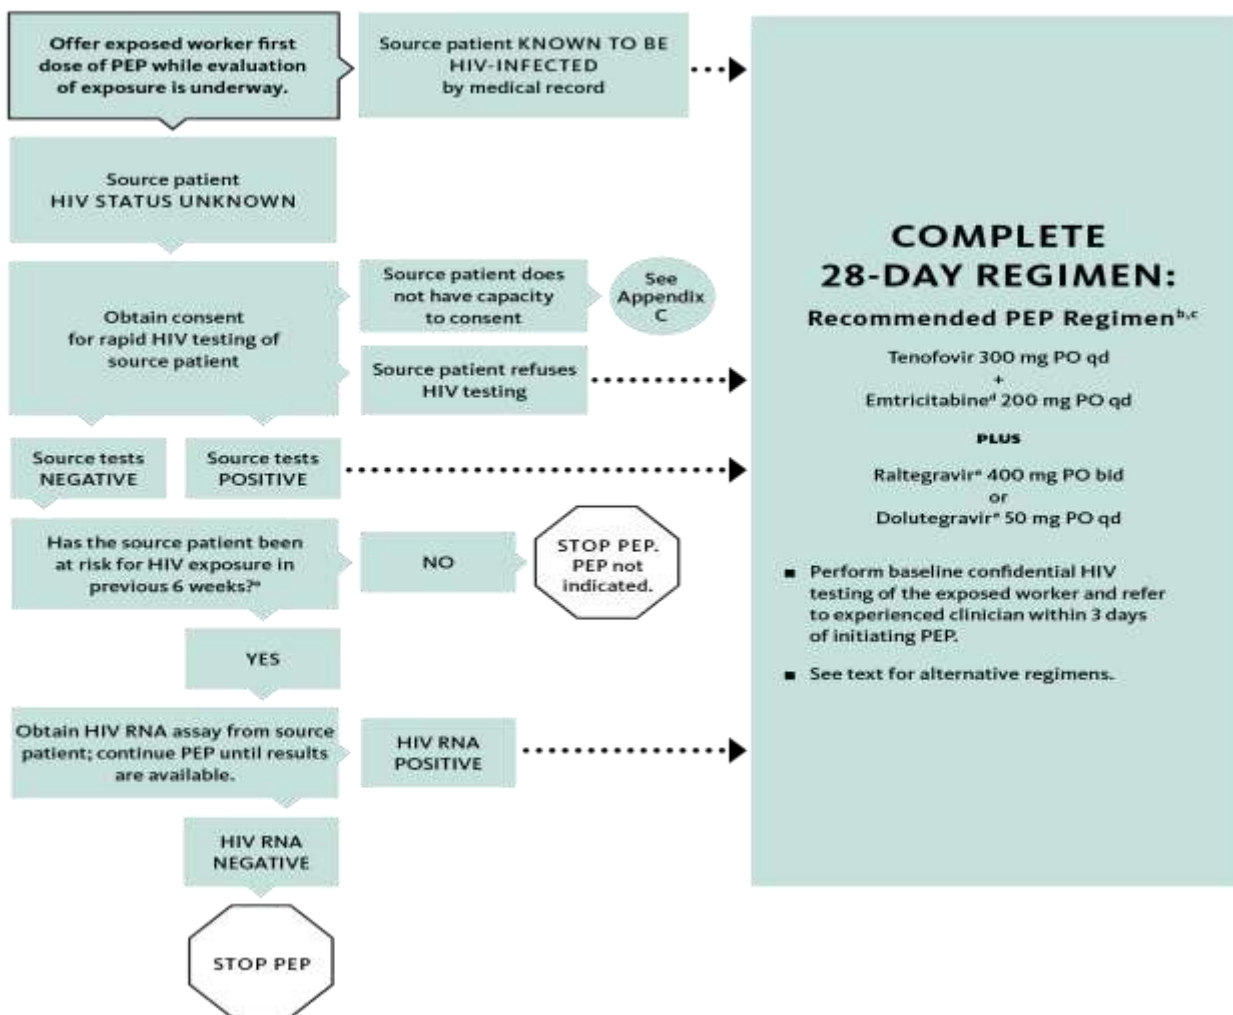 Offer exposed worker first
dose of PEP while evaluation
of exposure is underway.
Source patient KNOWN TO BE
HIV-INFECTED
by medical record
Source patient
HIV STATUS UNKNOWN
Obtain consent
for rapid HIV testing of
source patient
Source patient does
not have capacity
to consent
See
Appendix
C
Source patient refuses
HIV testing
Source tests
NEGATIVE
Source tests
POSITIVE
Has the source patient been
at risk for HIV exposure in
previous 6 weeks?ᵃ
NO
STOP PEP.
PEP not
indicated.
YES
Obtain HIV RNA assay from source
patient; continue PEP until results
are available.
HIV RNA
POSITIVE
HIV RNA
NEGATIVE
STOP PEP
COMPLETE
28-DAY REGIMEN:
Recommended PEP Regimenᵇ,ᶜ
Tenofovir 300 mg PO qd
+
Emtricitabineᵈ 200 mg PO qd
PLUS
Raltegravirᵉ 400 mg PO bid
or
Dolutegravirᵉ 50 mg PO qd
■ Perform baseline confidential HIV
testing of the exposed worker and refer
to experienced clinician within 3 days
of initiating PEP.
■ See text for alternative regimens.